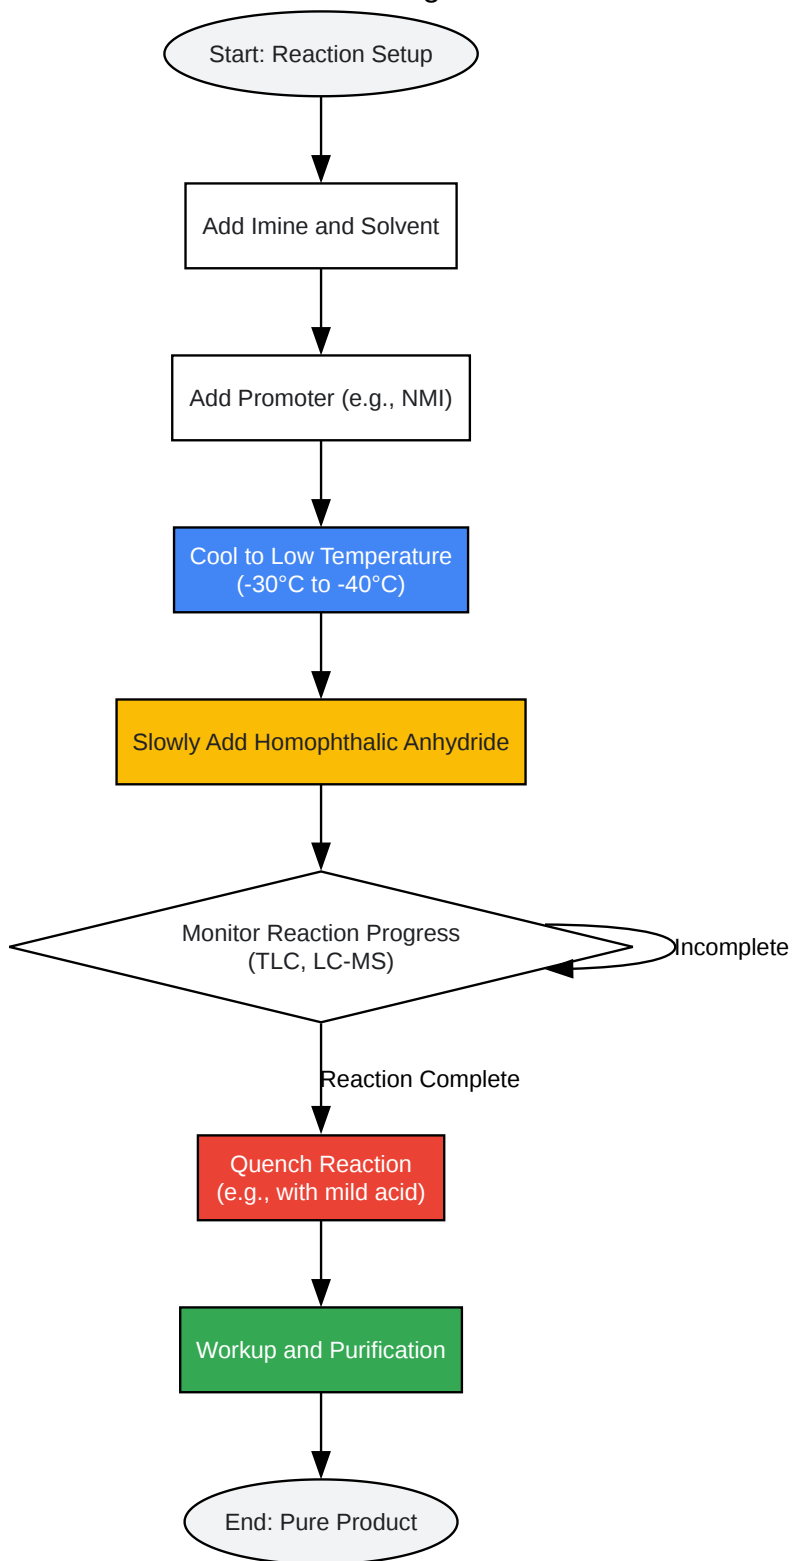 Start: Reaction Setup
Add Imine and Solvent
Add Promoter (e.g., NMI)
Cool to Low Temperature
(-30°C to -40°C)
Slowly Add Homophthalic Anhydride
Monitor Reaction Progress
(TLC, LC-MS)
Incomplete
Reaction Complete
Quench Reaction
(e.g., with mild acid)
Workup and Purification
End: Pure Product